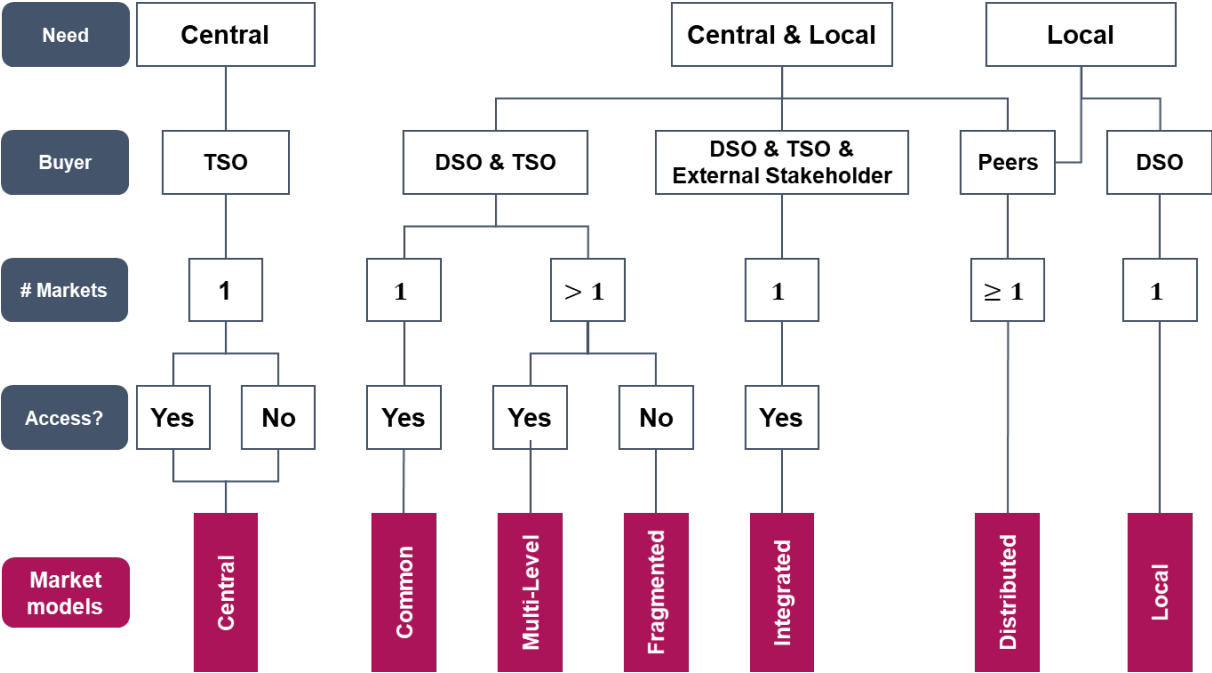 Need
Central
Central & Local
Local
Buyer
TSO
DSO & TSO
DSO & TSO &
External Stakeholder
Peers
DSO
# Markets
1
1
> 1
1
≥ 1
1
Access?
Yes
No
Yes
Yes
No
Yes
Market
models
Central
Common
Multi-Level
Fragmented
Integrated
Distributed
Local